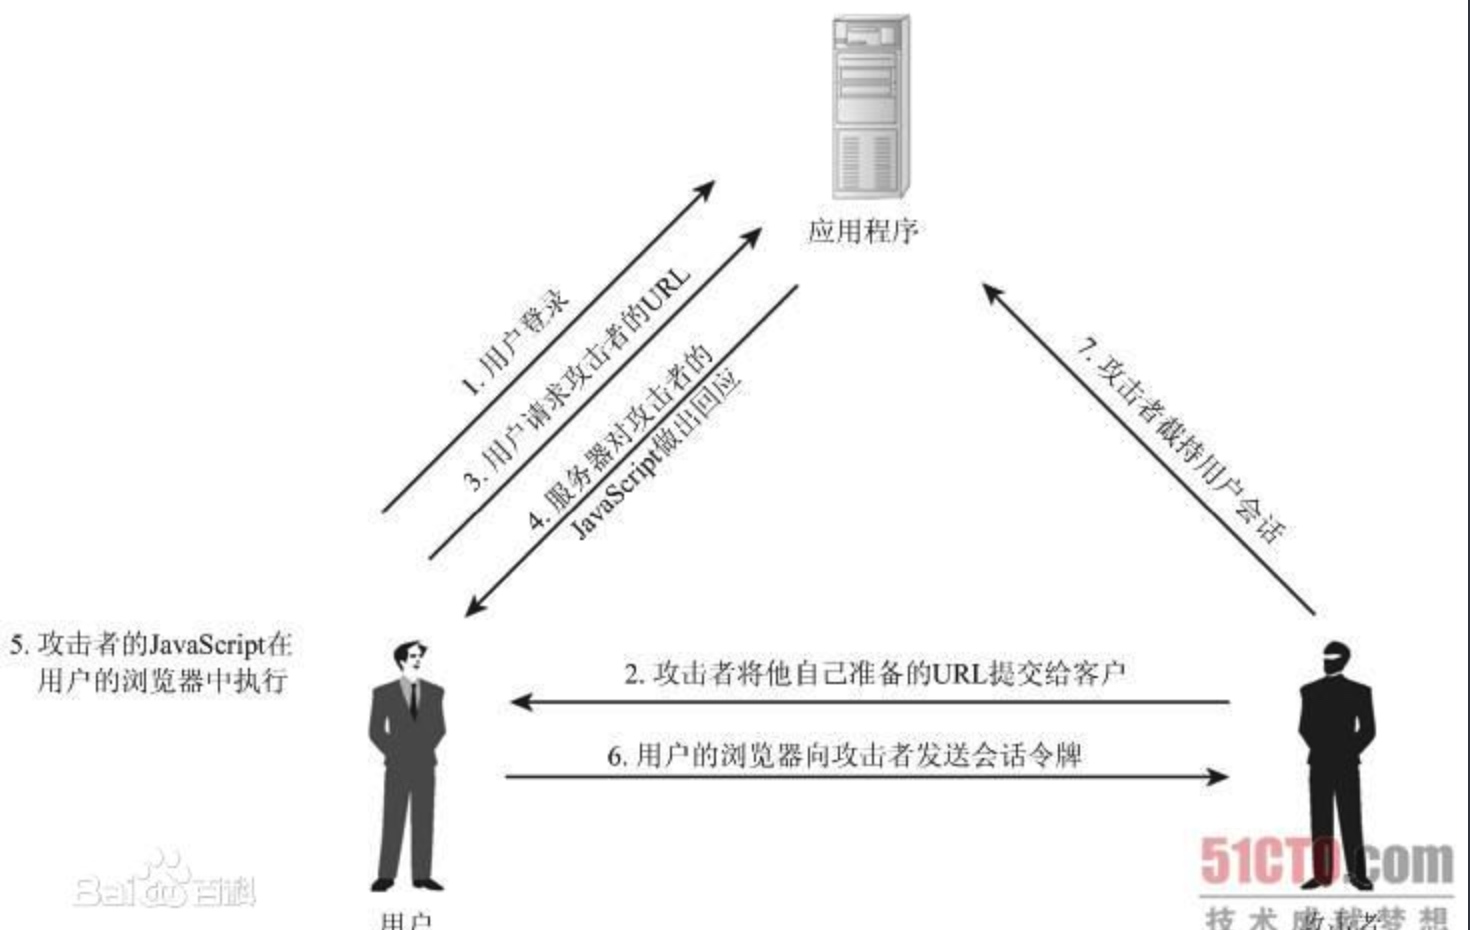 应用程序
1. 用户登录
3. 用户请求攻击者的URL
4. 服务器对攻击者的
JavaScript做出回应
7. 攻击者截持用户会话
5. 攻击者的JavaScript在
用户的浏览器中执行
2. 攻击者将他自己准备的URL提交给客户
6. 用户的浏览器向攻击者发送会话令牌
Bai du 百科
51CTO.com
技术成就梦想
用户
攻击者